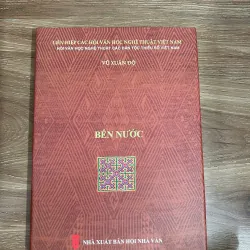 LIÊN HIỆP CÁC HỘI VĂN HỌC NGHỆ THUẬT VIỆT NAM
HỘI VĂN HỌC NGHỆ THUẬT CÁC DÂN TỘC THIỂU SỐ VIỆT NAM
VŨ XUÂN ĐỘ
BẾN NƯỚC
NHÀ XUẤT BẢN HỘI NHÀ VĂN